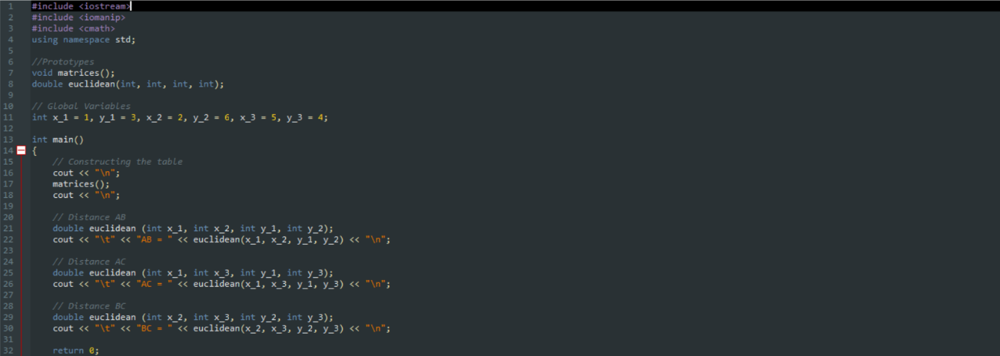 1 #include <iostream>
2 #include <iomanip>
3 #include <cmath>
4 using namespace std;
5
6 //Prototypes
7 void matrices();
8 double euclidean(int, int, int, int);
9
10 // Global Variables
11 int x_1 = 1, y_1 = 3, x_2 = 2, y_2 = 6, x_3 = 5, y_3 = 4;
12
13 int main()
14 {
15     // Constructing the table
16     cout << "\n";
17     matrices();
18     cout << "\n";
19
20     // Distance AB
21     double euclidean (int x_1, int x_2, int y_1, int y_2);
22     cout << "\t" << "AB = " << euclidean(x_1, x_2, y_1, y_2) << "\n";
23
24     // Distance AC
25     double euclidean (int x_1, int x_3, int y_1, int y_3);
26     cout << "\t" << "AC = " << euclidean(x_1, x_3, y_1, y_3) << "\n";
27
28     // Distance BC
29     double euclidean (int x_2, int x_3, int y_2, int y_3);
30     cout << "\t" << "BC = " << euclidean(x_2, x_3, y_2, y_3) << "\n";
31
32     return 0;